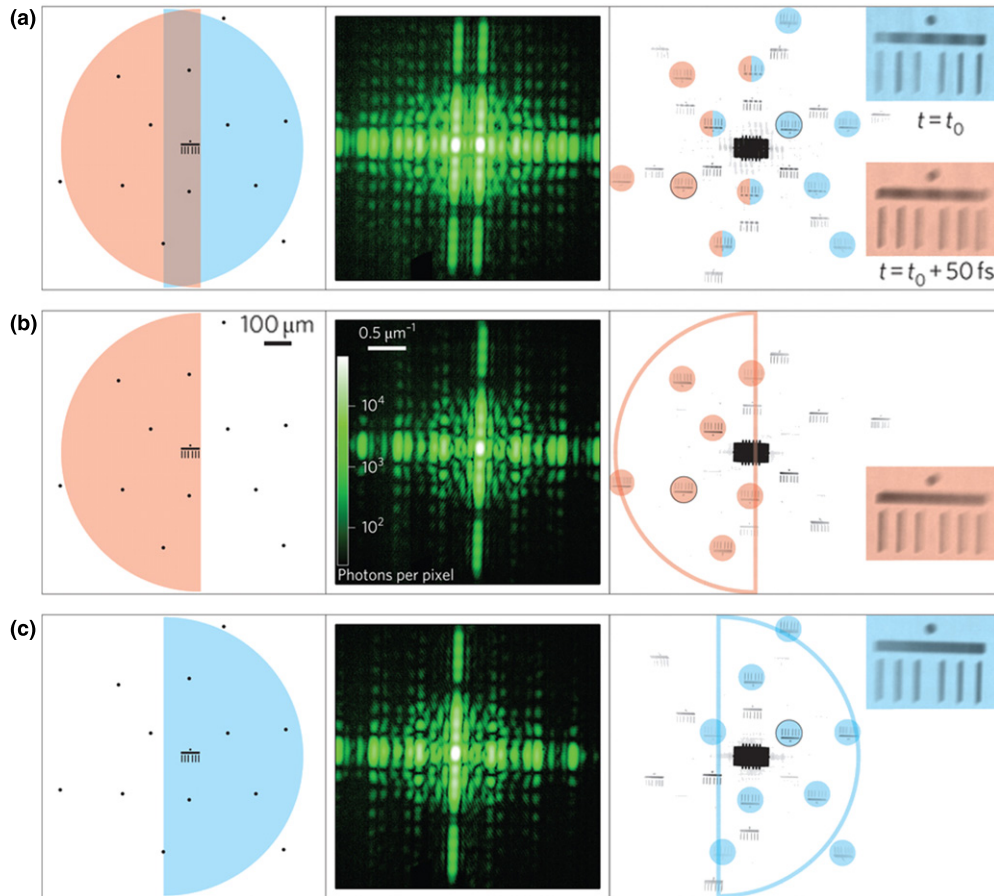 (a)
t = t₀
t = t₀ + 50 fs
(b)
100 μm
0.5 μm⁻¹
10⁴
10³
10²
Photons per pixel
(c)